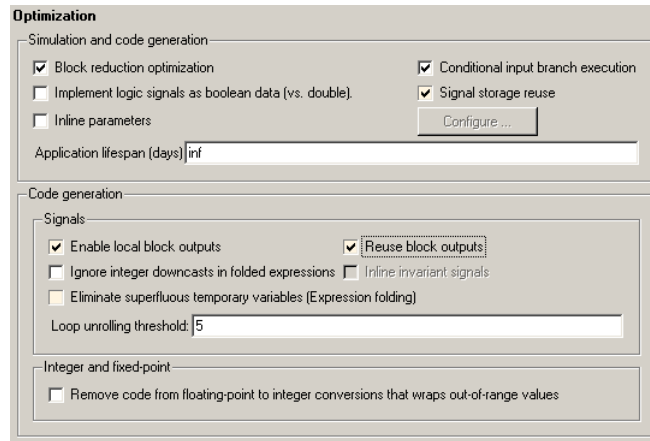 Optimization
Simulation and code generation
Block reduction optimization
Conditional input branch execution
Implement logic signals as boolean data (vs. double).
Signal storage reuse
Inline parameters
Configure ...
Application lifespan (days) inf
Code generation
Signals
Enable local block outputs
Reuse block outputs
Ignore integer downcasts in folded expressions
Inline invariant signals
Eliminate superfluous temporary variables (Expression folding)
Loop unrolling threshold: 5
Integer and fixed-point
Remove code from floating-point to integer conversions that wraps out-of-range values